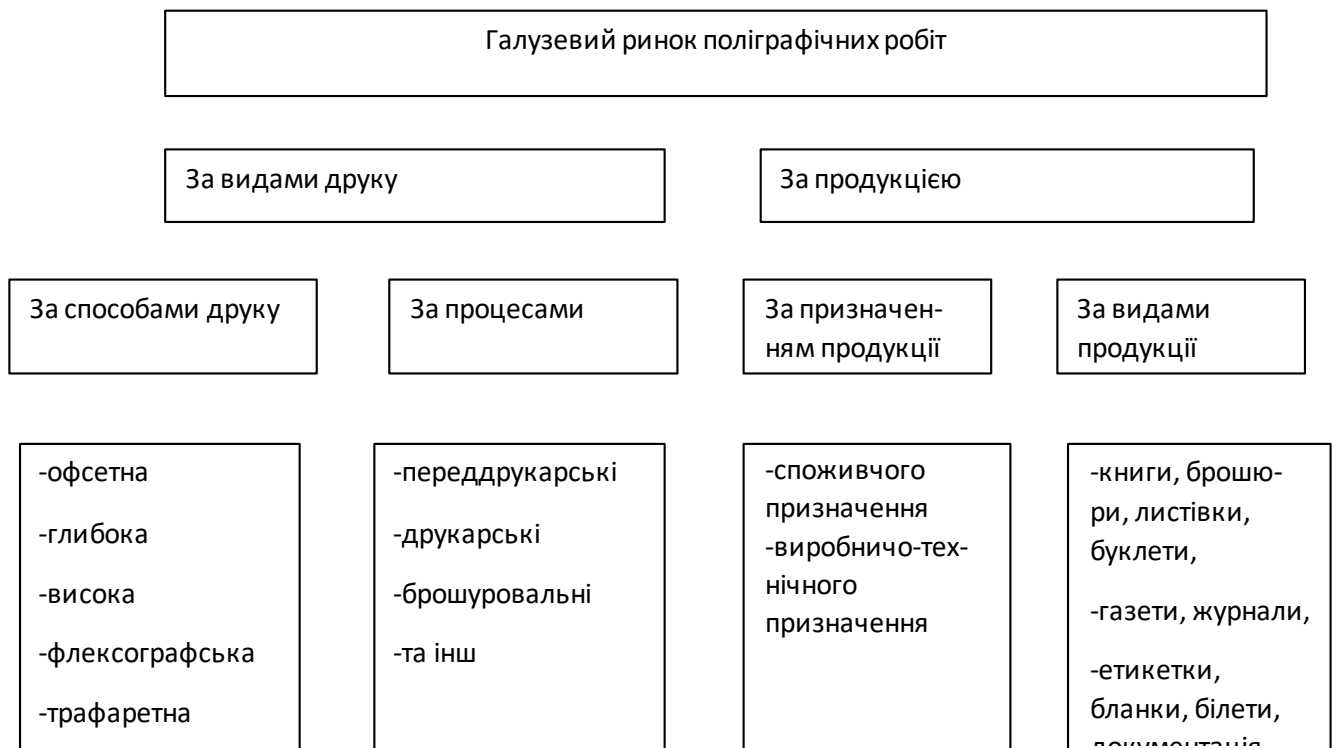 Галузевий ринок поліграфічних робіт
За видами друку
За продукцією
За способами друку
За процесами
За призначен-
ням продукції
За видами
продукції
-офсетна
-глибока
-висока
-флексографська
-трафаретна
-переддрукарські
-друкарські
-брошуровальні
-та інш
-споживчого
призначення
-виробничо-тех-
нічного
призначення
-книги, брошю-
ри, листівки,
буклети,
-газети, журнали,
-етикетки,
бланки, білети,
документація